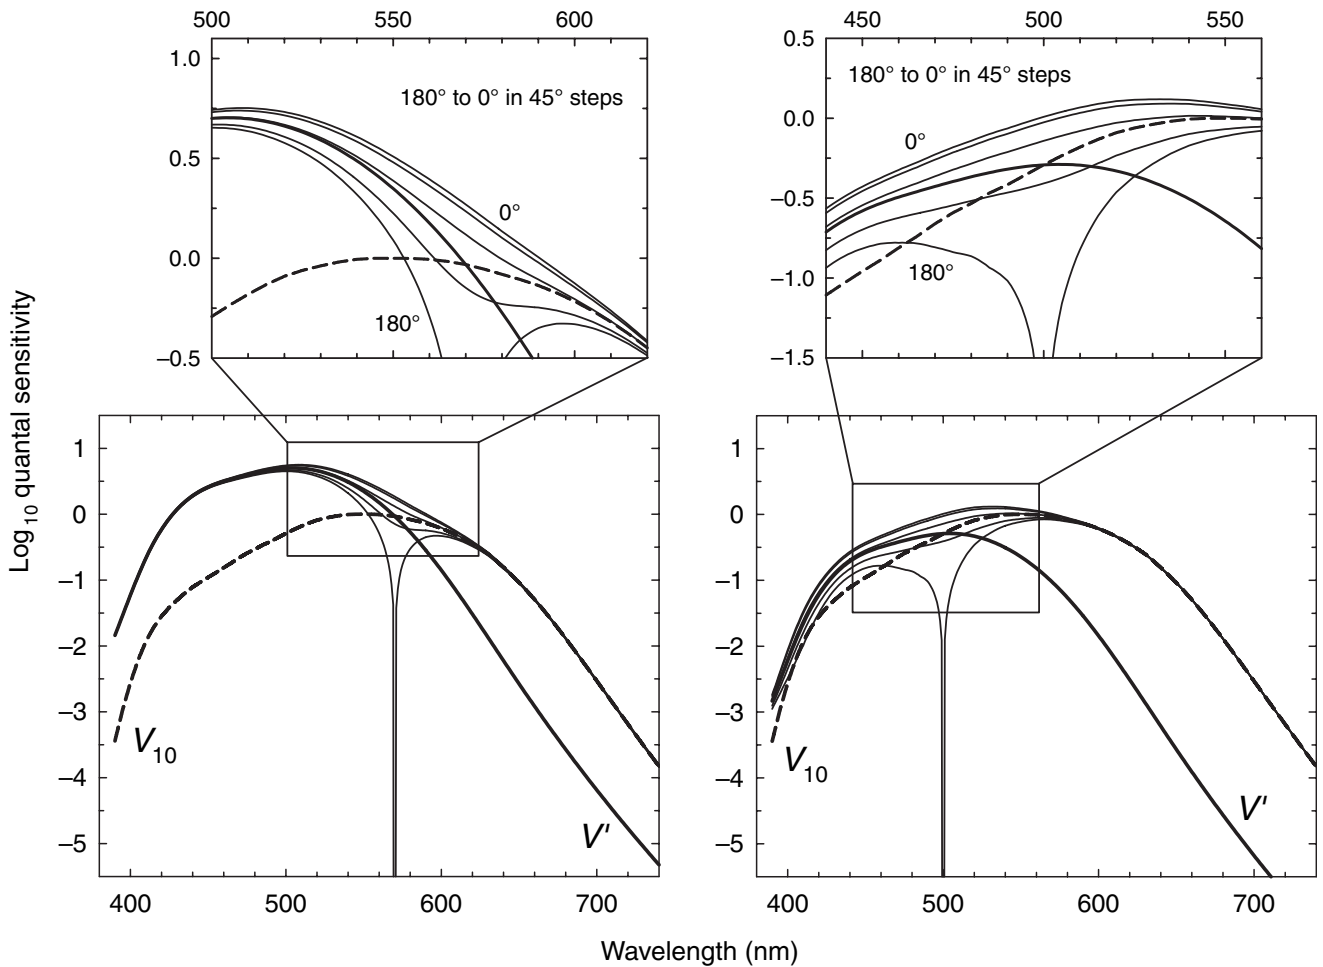 500 550 600
1.0
0.5
0.0
−0.5
180° to 0° in 45° steps
0°
180°
450 500 550
0.5
0.0
−0.5
−1.0
−1.5
180° to 0° in 45° steps
0°
180°
Log10 quantal sensitivity
1
0
−1
−2
−3
−4
−5
V10
V'
400 500 600 700
1
0
−1
−2
−3
−4
−5
V10
V'
400 500 600 700
Wavelength (nm)